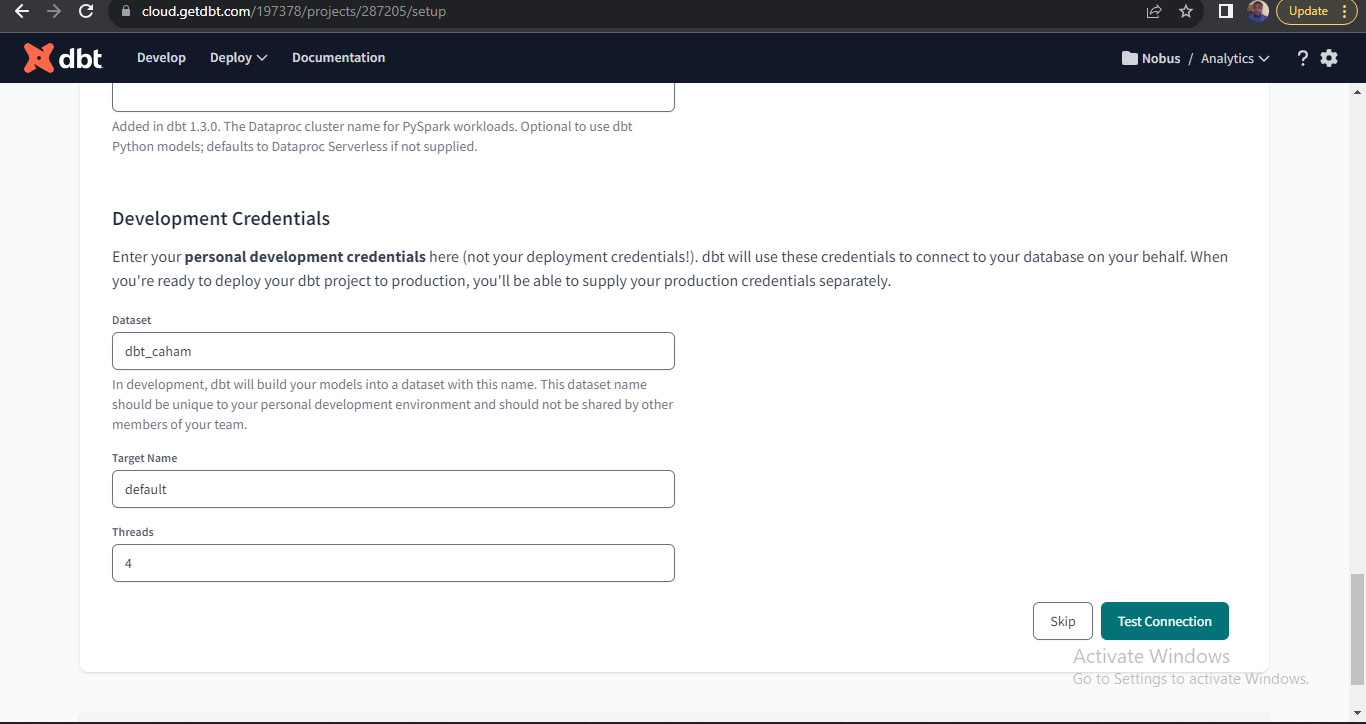 cloud.getdbt.com/197378/projects/287205/setup
Update
dbt
Develop
Deploy
Documentation
Nobus / Analytics
?
Added in dbt 1.3.0. The Dataproc cluster name for PySpark workloads. Optional to use dbt
Python models; defaults to Dataproc Serverless if not supplied.
Development Credentials
Enter your personal development credentials here (not your deployment credentials!). dbt will use these credentials to connect to your database on your behalf. When
you're ready to deploy your dbt project to production, you'll be able to supply your production credentials separately.
Dataset
dbt_caham
In development, dbt will build your models into a dataset with this name. This dataset name
should be unique to your personal development environment and should not be shared by other
members of your team.
Target Name
default
Threads
4
Skip
Test Connection
Activate Windows
Go to Settings to activate Windows.